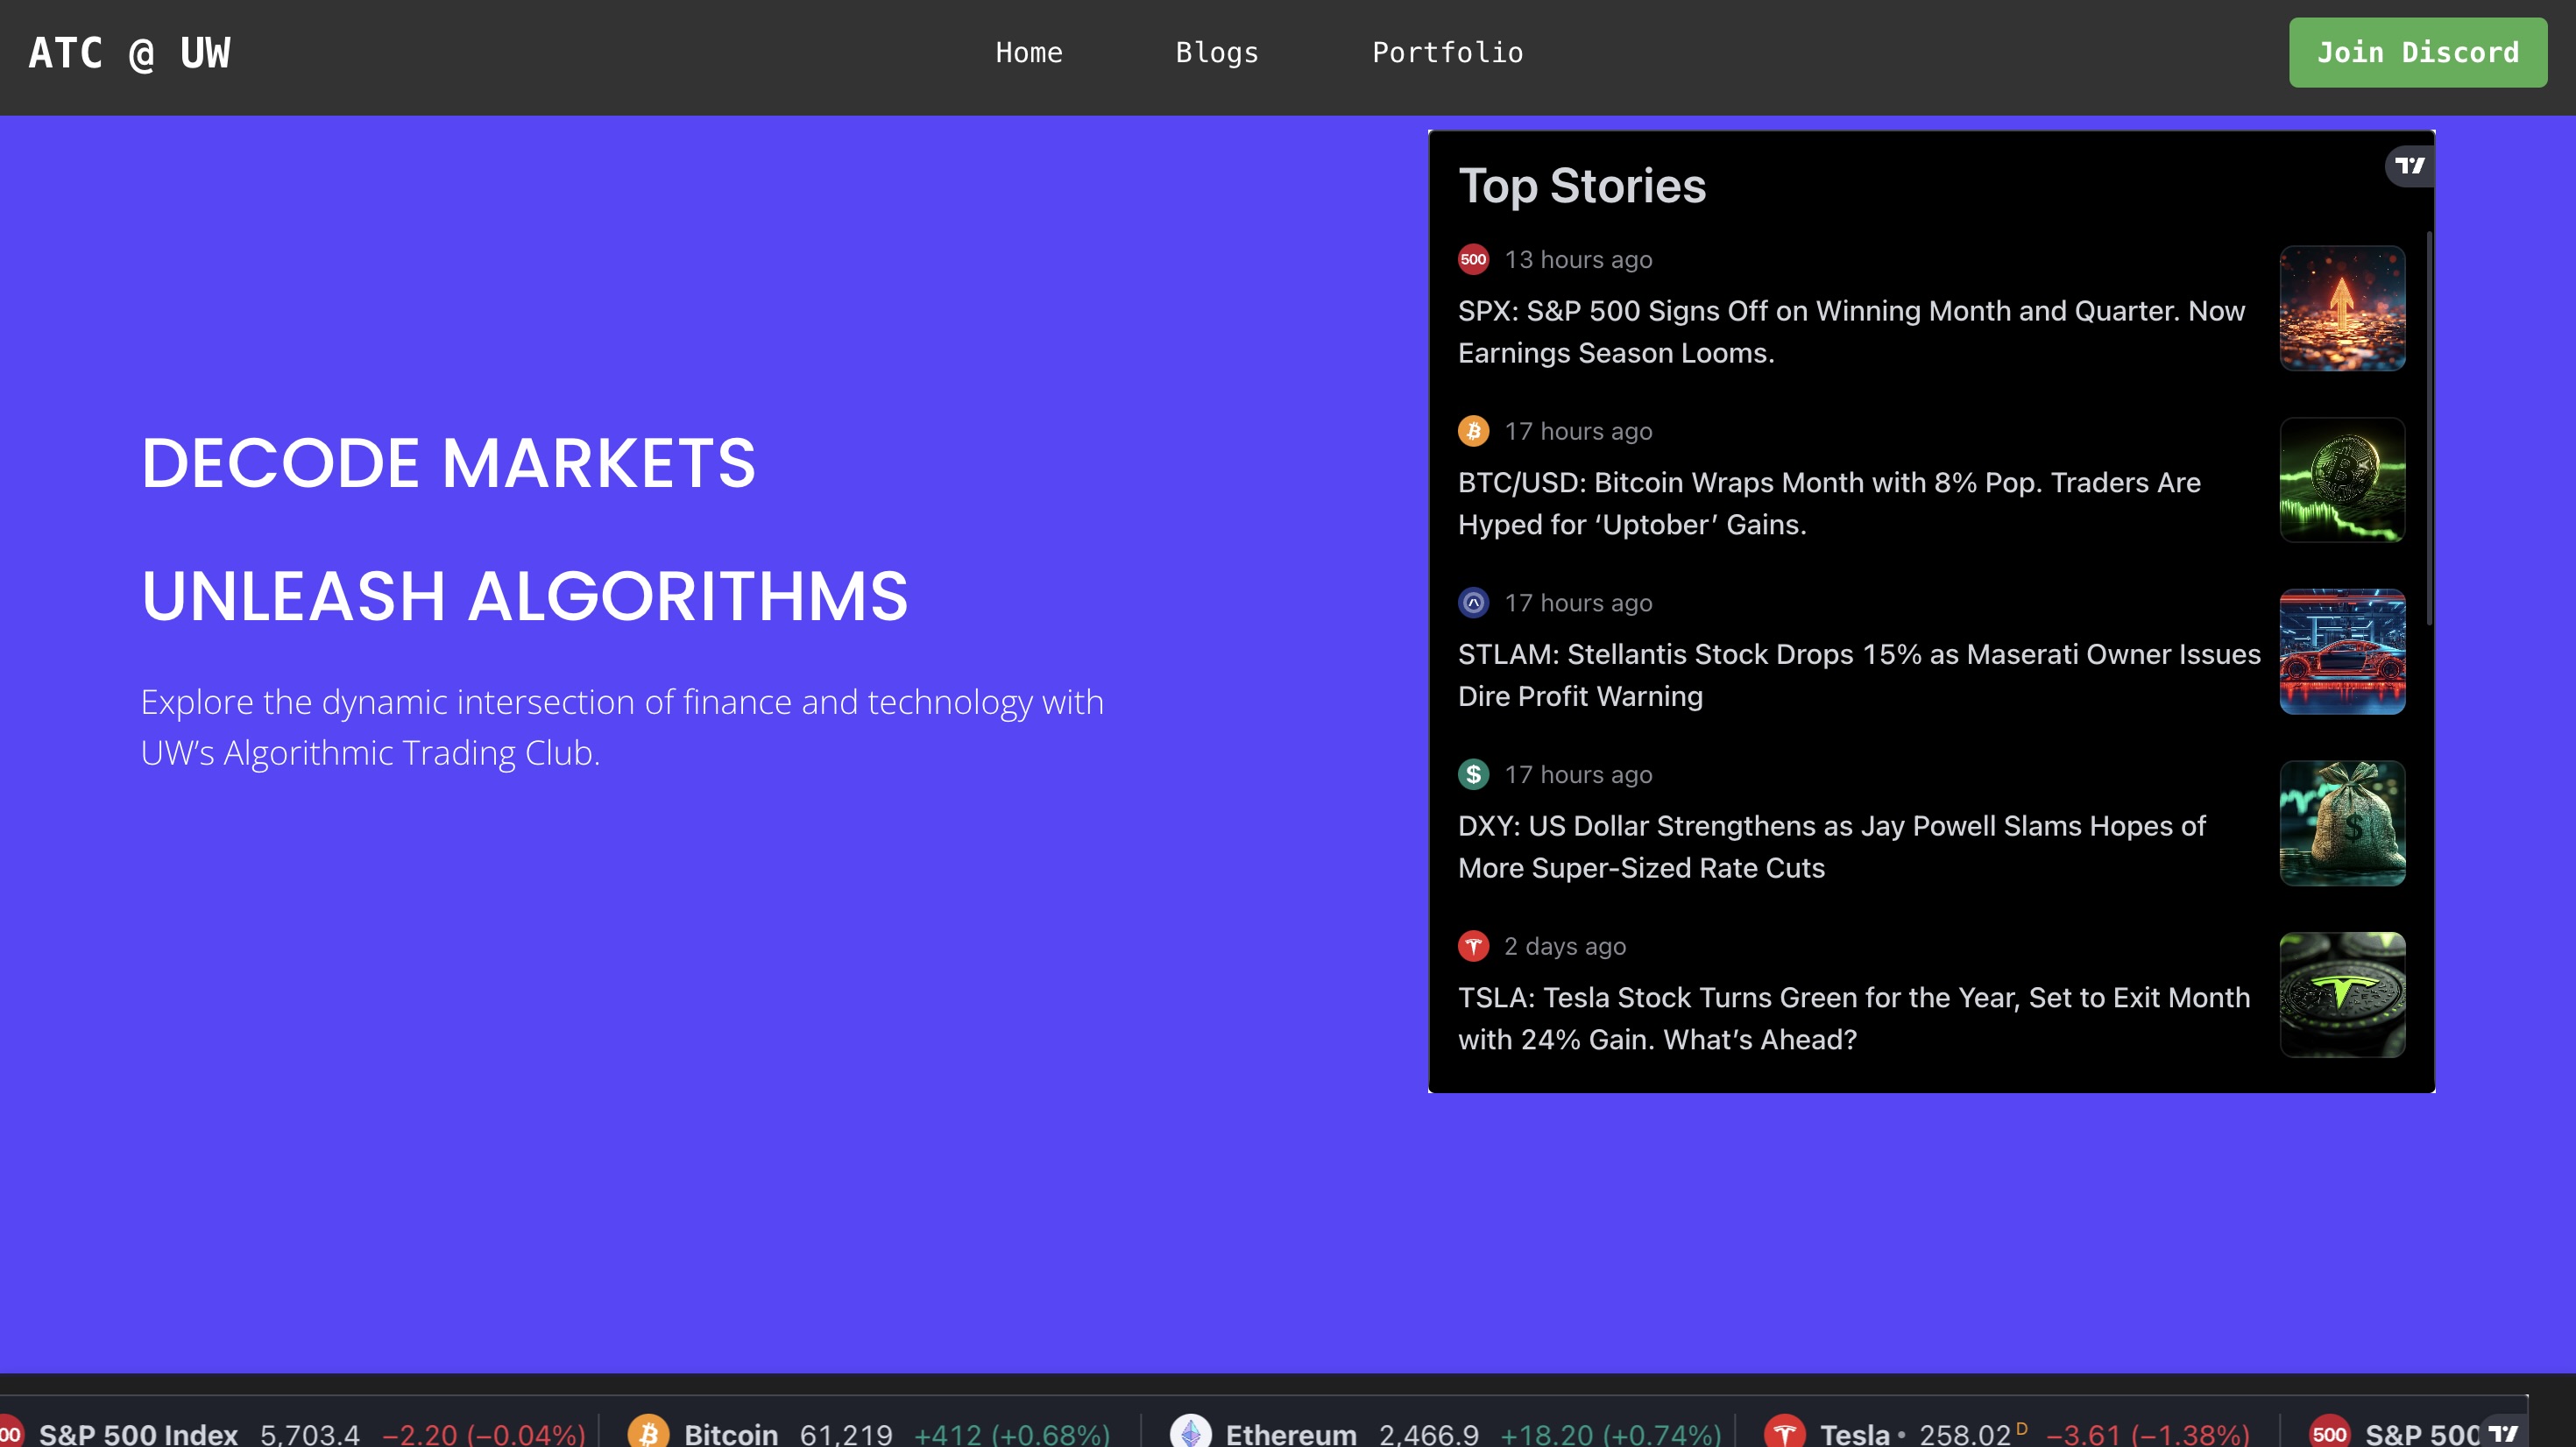 ATC @ UW
Home
Blogs
Portfolio
Join Discord
DECODE MARKETS
UNLEASH ALGORITHMS
Explore the dynamic intersection of finance and technology with
UW’s Algorithmic Trading Club.
Top Stories
500
13 hours ago
SPX: S&P 500 Signs Off on Winning Month and Quarter. Now
Earnings Season Looms.
17 hours ago
BTC/USD: Bitcoin Wraps Month with 8% Pop. Traders Are
Hyped for ‘Uptober’ Gains.
17 hours ago
STLAM: Stellantis Stock Drops 15% as Maserati Owner Issues
Dire Profit Warning
$ 17 hours ago
DXY: US Dollar Strengthens as Jay Powell Slams Hopes of
More Super-Sized Rate Cuts
2 days ago
TSLA: Tesla Stock Turns Green for the Year, Set to Exit Month
with 24% Gain. What’s Ahead?
00 S&P 500 Index 5,703.4 −2.20 (−0.04%)
Bitcoin 61,219 +412 (+0.68%)
Ethereum 2,466.9 +18.20 (+0.74%)
Tesla • 258.02 D −3.61 (−1.38%)
500 S&P 500